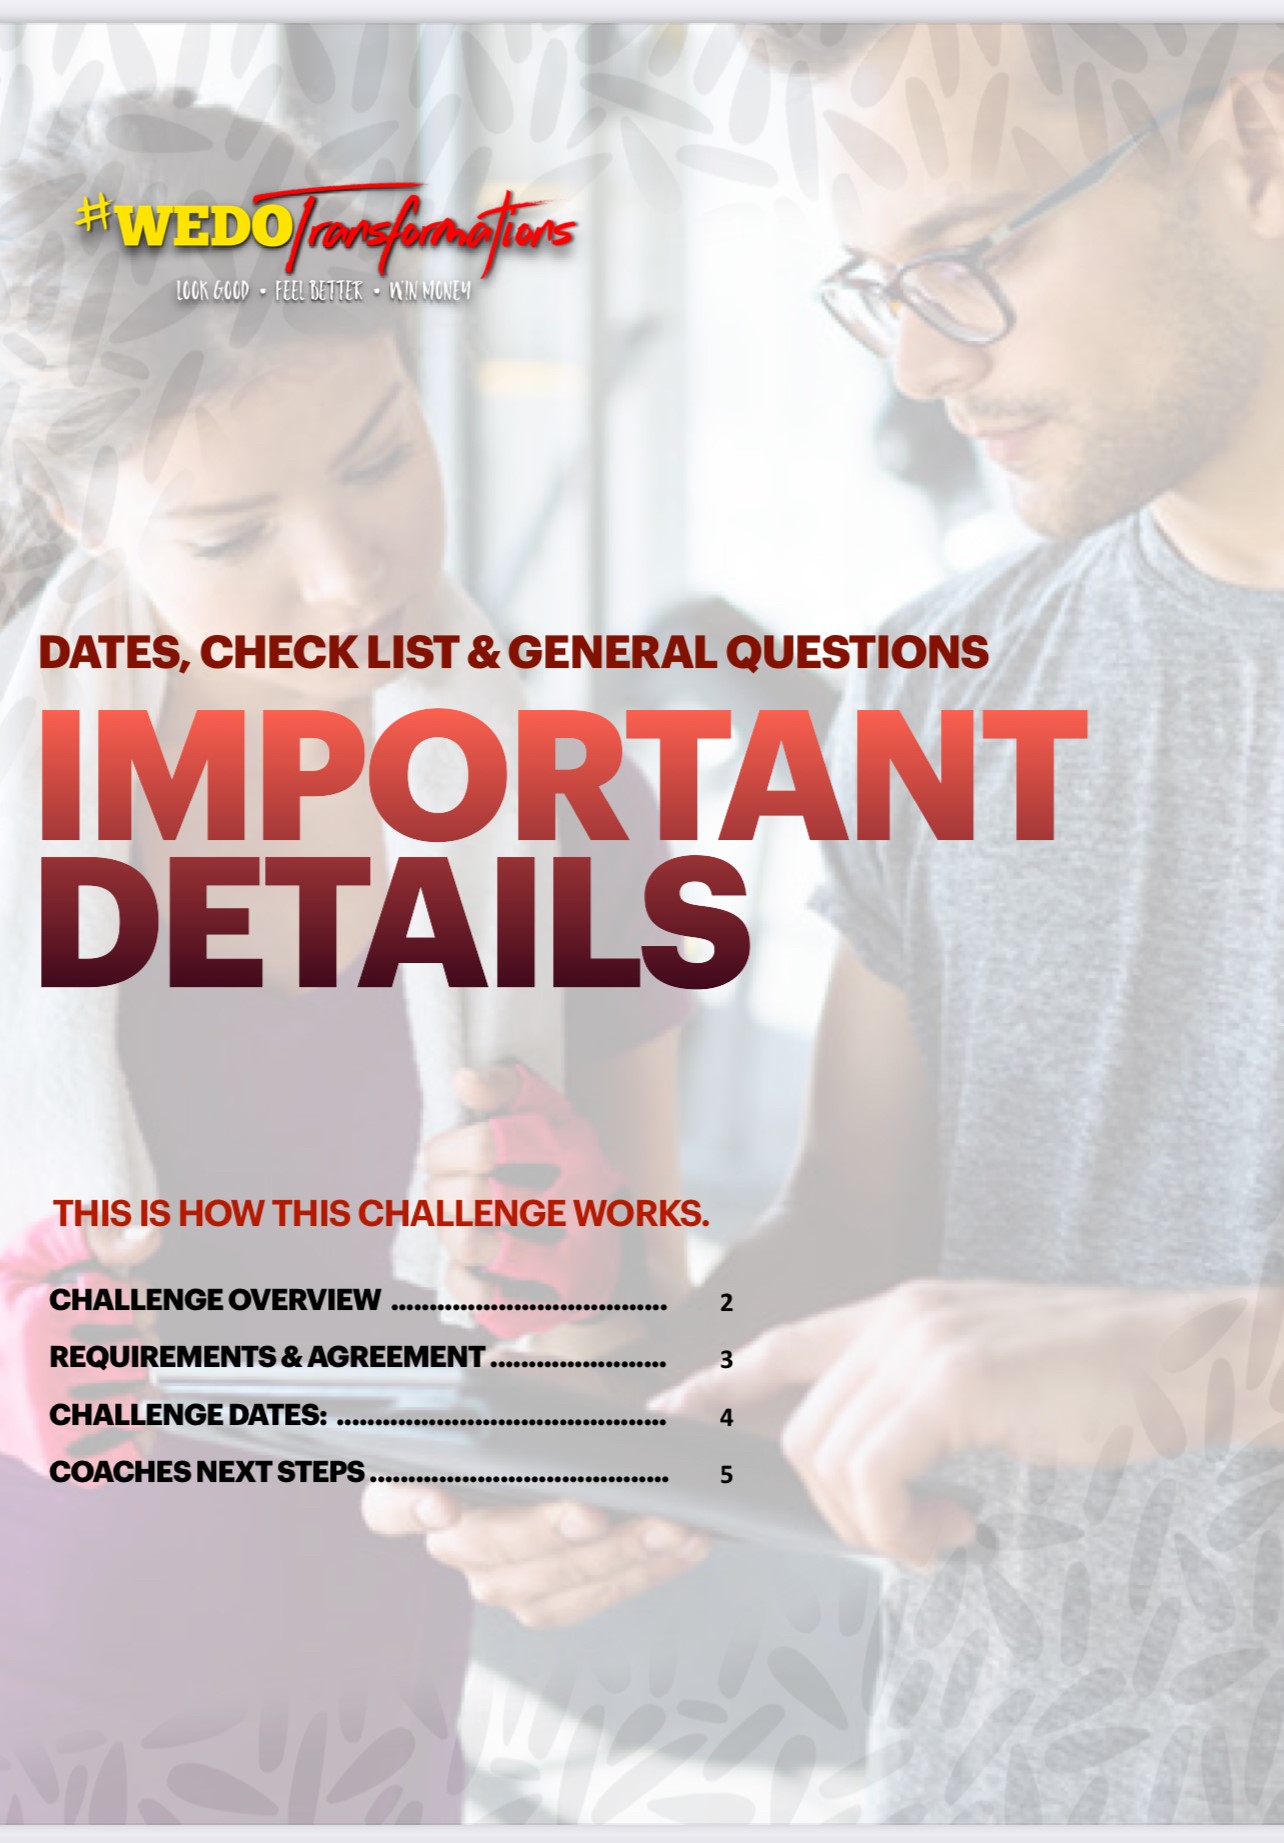 #WEDOTransformations
LOOK GOOD • FEEL BETTER • WIN MONEY
DATES, CHECK LIST & GENERAL QUESTIONS
IMPORTANT
DETAILS
THIS IS HOW THIS CHALLENGE WORKS.
CHALLENGE OVERVIEW .................................... 2
REQUIREMENTS & AGREEMENT ....................... 3
CHALLENGE DATES: ........................................... 4
COACHES NEXT STEPS ....................................... 5